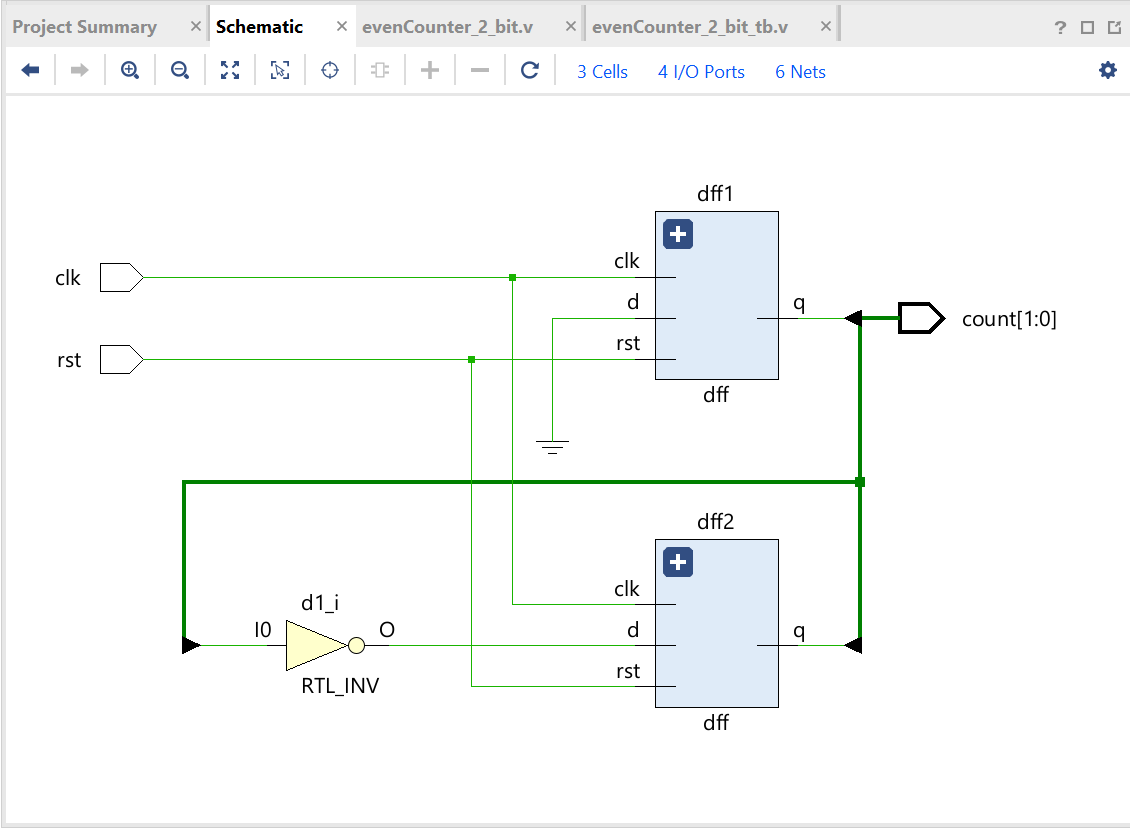 Project Summary × Schematic × evenCounter_2_bit.v × evenCounter_2_bit_tb.v × ?
3 Cells 4 I/O Ports 6 Nets
dff1
clk clk
d q count[1:0]
rst rst
dff
dff2
clk
d1_i
I0 O d q
rst
RTL_INV
dff